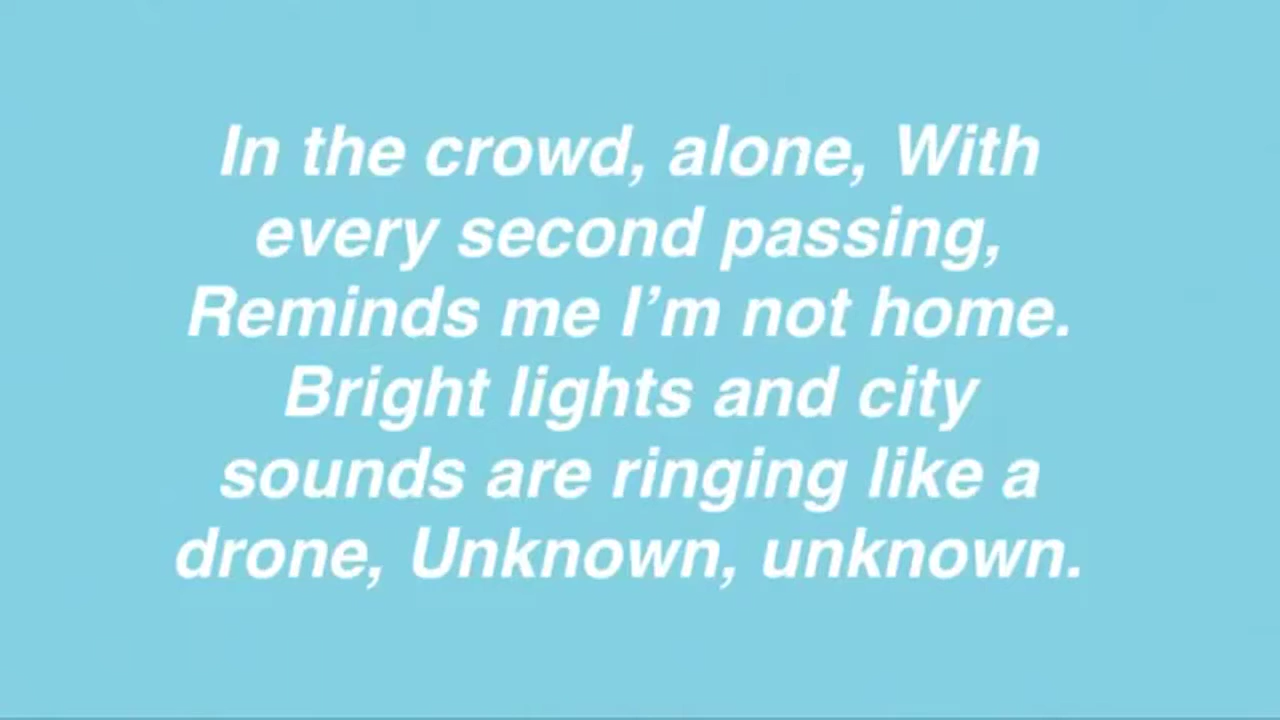 In the crowd, alone, With
every second passing,
Reminds me I’m not home.
Bright lights and city
sounds are ringing like a
drone, Unknown, unknown.